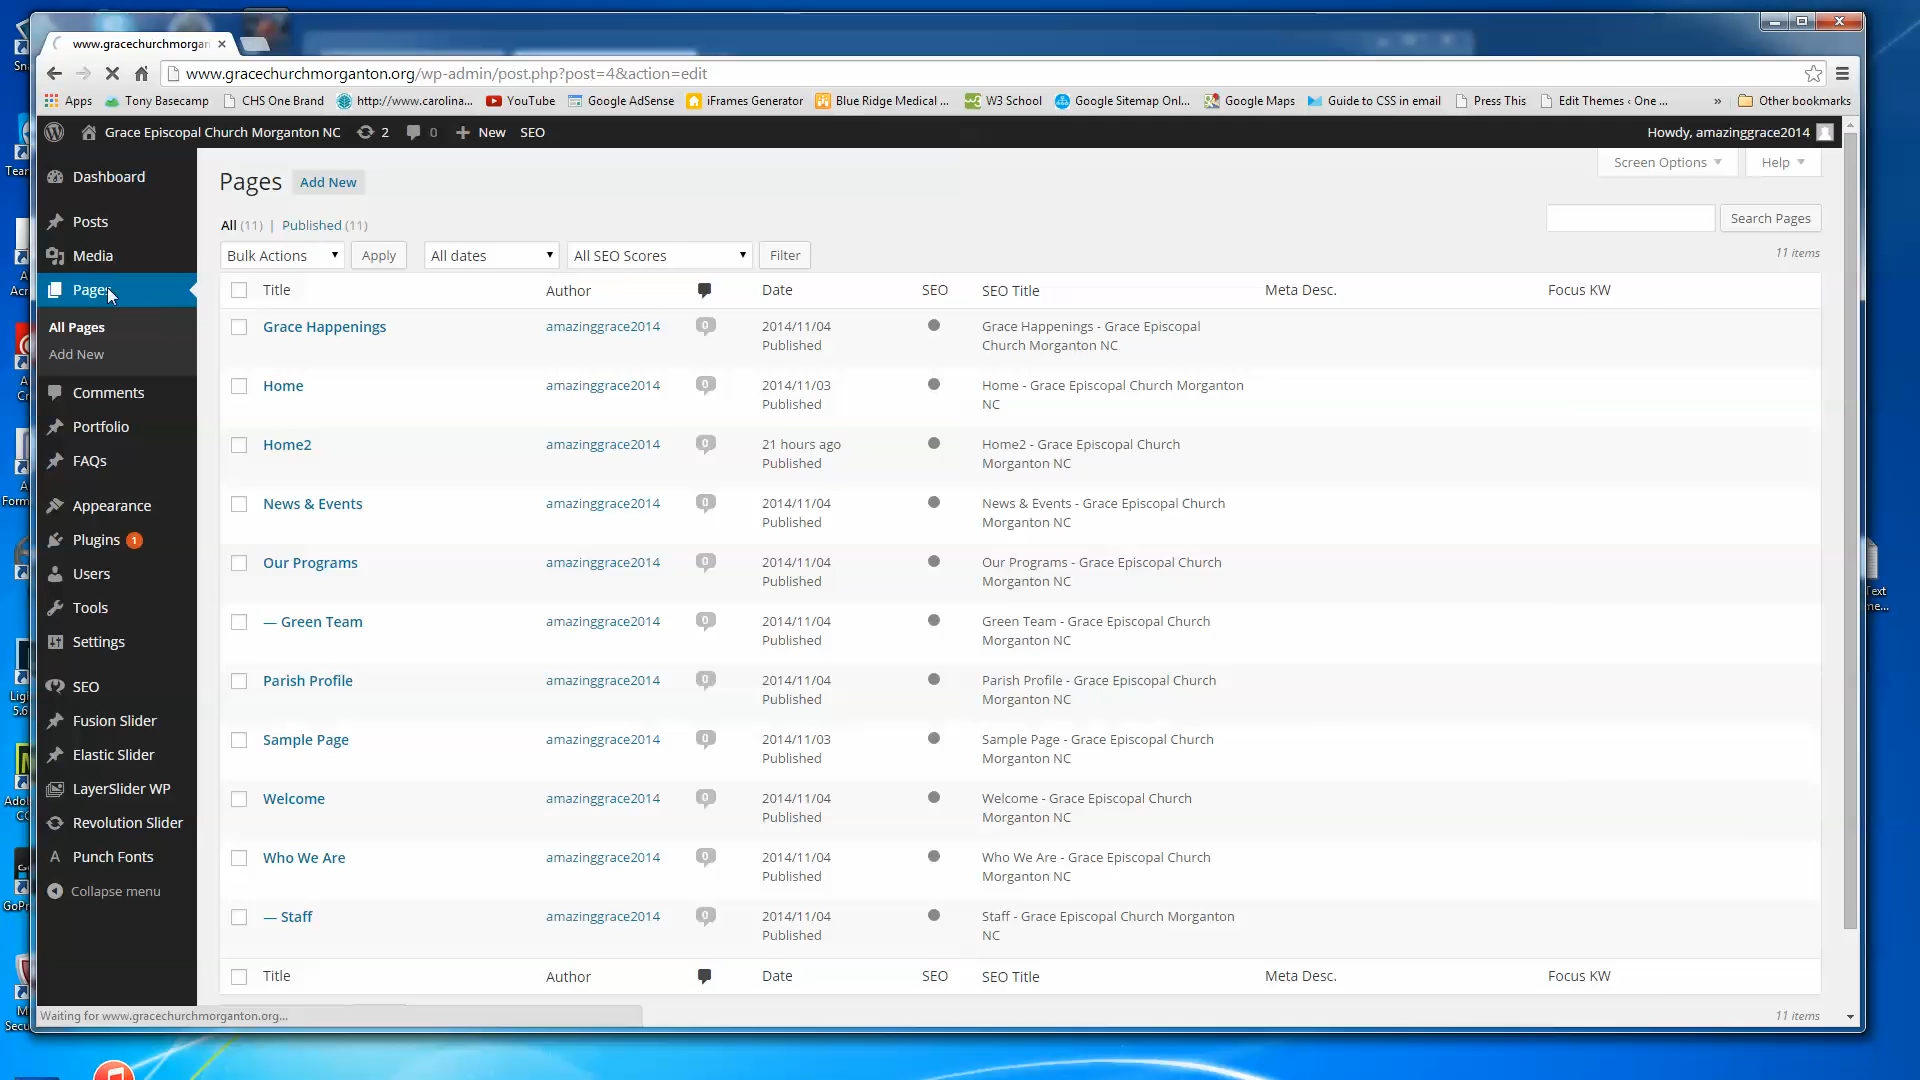 www.gracechurchmorgan
www.gracechurchmorganton.org/wp-admin/post.php?post=4&action=edit
Apps Tony Basecamp CHS One Brand http://www.carolina... YouTube Google AdSense iFrames Generator Blue Ridge Medical ... W3 School Google Sitemap Onl... Google Maps Guide to CSS in email Press This Edit Themes ‹ One ... » Other bookmarks
Grace Episcopal Church Morganton NC 2 0 New SEO Howdy, amazinggrace2014
Dashboard
Posts
Media
Pages
All Pages
Add New
Comments
Portfolio
FAQs
Appearance
Plugins 1
Users
Tools
Settings
SEO
Fusion Slider
Elastic Slider
LayerSlider WP
Revolution Slider
Punch Fonts
Collapse menu
Screen Options Help
Pages Add New
All (11) | Published (11)
Search Pages
Bulk Actions Apply All dates All SEO Scores Filter
11 items
Title Author Date SEO SEO Title Meta Desc. Focus KW
Grace Happenings amazinggrace2014 0 2014/11/04 Grace Happenings - Grace Episcopal
Published Church Morganton NC
Home amazinggrace2014 0 2014/11/03 Home - Grace Episcopal Church Morganton
Published NC
Home2 amazinggrace2014 0 21 hours ago Home2 - Grace Episcopal Church
Published Morganton NC
News & Events amazinggrace2014 0 2014/11/04 News & Events - Grace Episcopal Church
Published Morganton NC
Our Programs amazinggrace2014 0 2014/11/04 Our Programs - Grace Episcopal Church
Published Morganton NC
— Green Team amazinggrace2014 0 2014/11/04 Green Team - Grace Episcopal Church
Published Morganton NC
Parish Profile amazinggrace2014 0 2014/11/04 Parish Profile - Grace Episcopal Church
Published Morganton NC
Sample Page amazinggrace2014 0 2014/11/03 Sample Page - Grace Episcopal Church
Published Morganton NC
Welcome amazinggrace2014 0 2014/11/04 Welcome - Grace Episcopal Church
Published Morganton NC
Who We Are amazinggrace2014 0 2014/11/04 Who We Are - Grace Episcopal Church
Published Morganton NC
— Staff amazinggrace2014 0 2014/11/04 Staff - Grace Episcopal Church Morganton
Published NC
Title Author Date SEO SEO Title Meta Desc. Focus KW
11 items
Waiting for www.gracechurchmorganton.org...